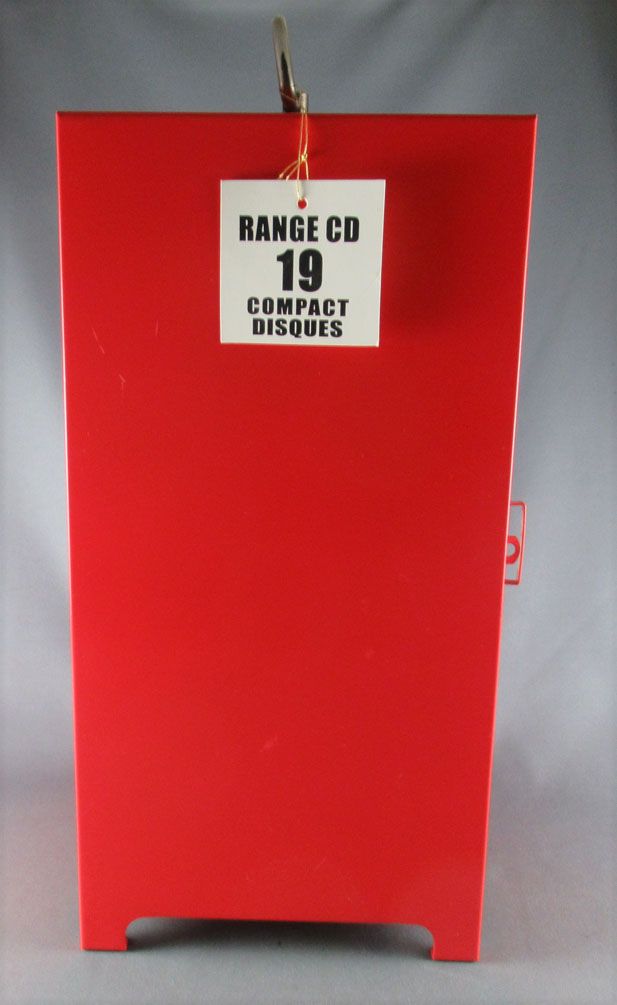 RANGE CD
19
COMPACT
DISQUES